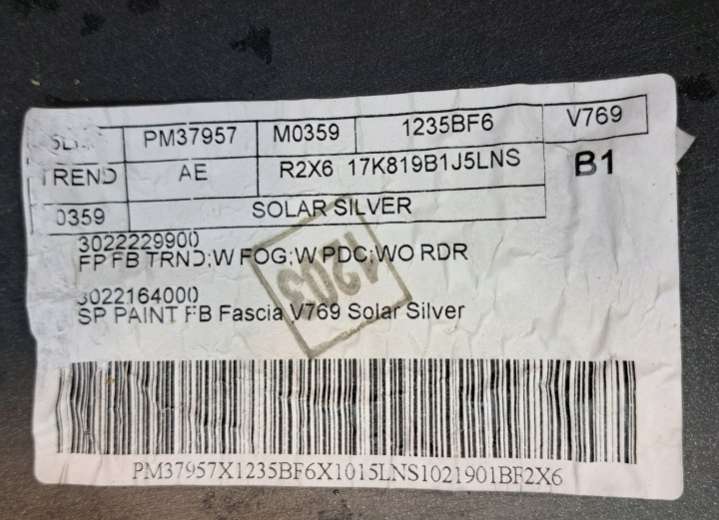 PM37957 M0359 1235BF6 V769
TREND AE R2X6 17K819B1J5LNS B1
0359 SOLAR SILVER
3022229900
FP FB TRND;W FOG;W PDC;WO RDR
1203
3022164000
SP PAINT FB Fascia V769 Solar Silver
PM37957X1235BF6X1015LNS1021901BF2X6